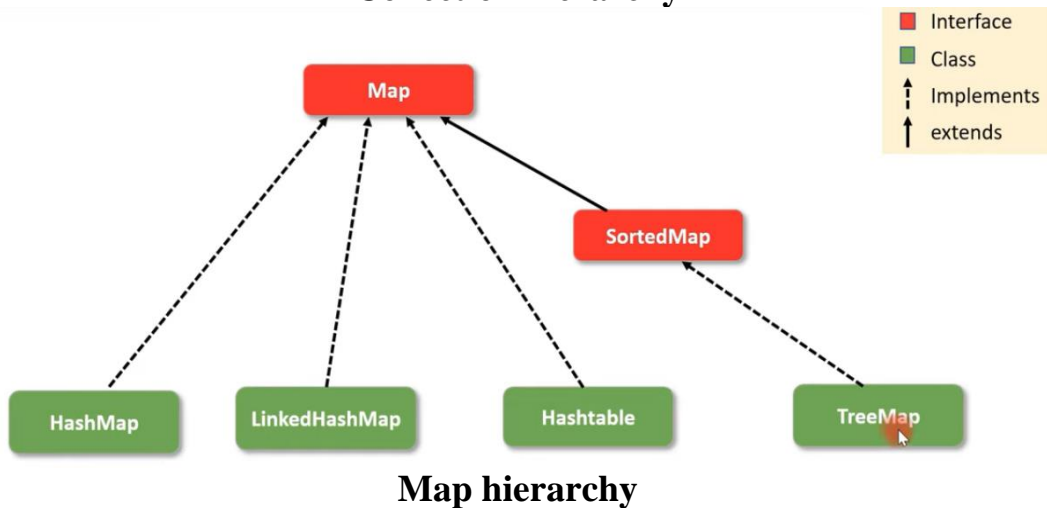 Interface
Class
Implements
extends
Map
SortedMap
HashMap
LinkedHashMap
Hashtable
TreeMap
Map hierarchy